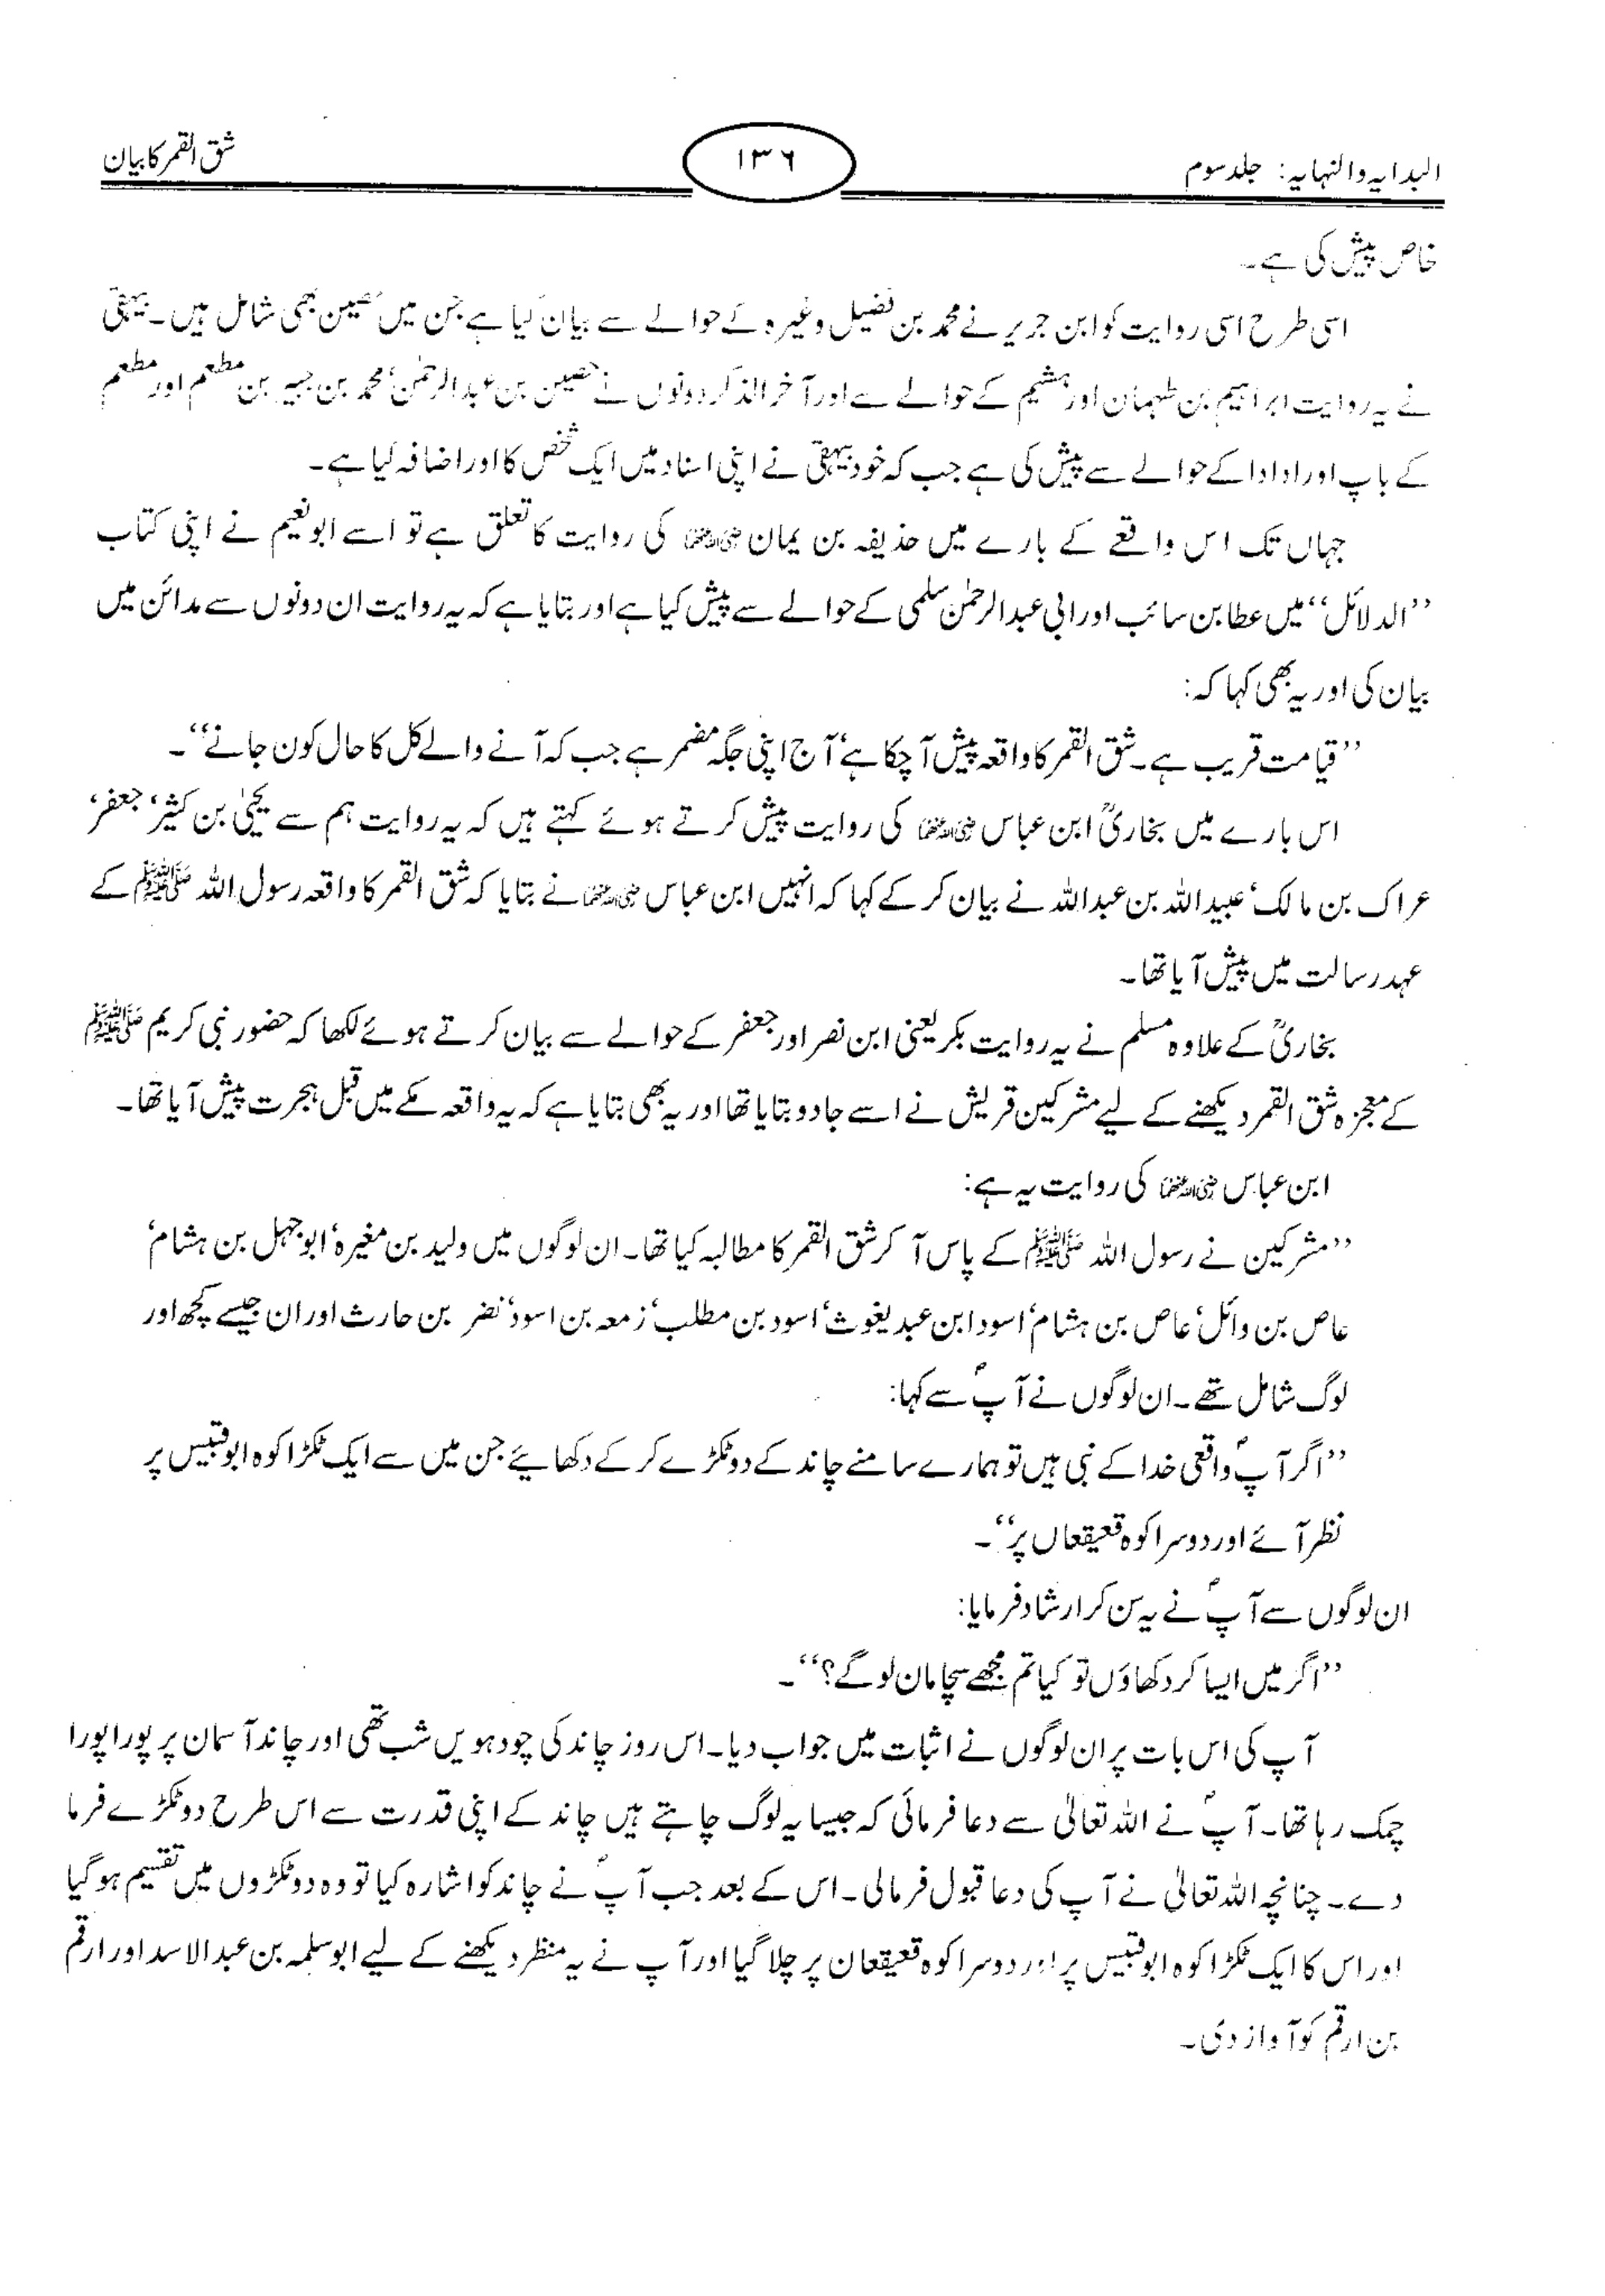 البدایہ والنہایہ: جلد سوم
۱۳۶
شق القمر کا بیان
خاص پیش کی ہے۔
اسی طرح اسی روایت کو ابن جریر نے محمد بن فضیل وغیرہ کے حوالے سے بیان کیا ہے جن میں حصین بھی شامل ہیں۔ بیہقی
نے یہ روایت ابراہیم بن طہمان اور ہشیم کے حوالے سے اور آخر الذکر دونوں نے حصین بن عبدالرحمٰن‘ محمد بن جبیر بن مطعم اور مطعم
کے باپ اور ادادا کے حوالے سے پیش کی ہے جب کہ خود بیہقی نے اپنی اسناد میں ایک شخص کا اور اضافہ کیا ہے۔
جہاں تک اس واقعے کے بارے میں حذیفہ بن یمان رضی اللہ عنہما کی روایت کا تعلق ہے تو اسے ابو نعیم نے اپنی کتاب
’’الدلائل‘‘ میں عطا بن سائب اور ابی عبدالرحمٰن سلمی کے حوالے سے پیش کیا ہے اور بتایا ہے کہ یہ روایت ان دونوں سے مدائن میں
بیان کی اور یہ بھی کہا کہ:
’’قیامت قریب ہے۔ شق القمر کا واقعہ پیش آ چکا ہے‘ آج اپنی جگہ مضمر ہے جب کہ آنے والے کل کا حال کون جانے‘‘۔
اس بارے میں بخاریؒ ابن عباس رضی اللہ عنہما کی روایت پیش کرتے ہوئے کہتے ہیں کہ یہ روایت ہم سے یحییٰ بن کثیر‘ جعفر‘
عراک بن مالک‘ عبیداللہ بن عبداللہ نے بیان کر کے کہا کہ انہیں ابن عباس رضی اللہ عنہما نے بتایا کہ شق القمر کا واقعہ رسول اللہ ﷺ کے
عہد رسالت میں پیش آیا تھا۔
بخاریؒ کے علاوہ مسلم نے یہ روایت بکر یعنی ابن نصر اور جعفر کے حوالے سے بیان کرتے ہوئے لکھا کہ حضور نبی کریم ﷺ
کے معجزہ شق القمر دیکھنے کے لیے مشرکین قریش نے اسے جادو بتایا تھا اور یہ بھی بتایا ہے کہ یہ واقعہ مکے میں قبل ہجرت پیش آیا تھا۔
ابن عباس رضی اللہ عنہما کی روایت یہ ہے:
’’مشرکین نے رسول اللہ ﷺ کے پاس آ کر شق القمر کا مطالبہ کیا تھا۔ ان لوگوں میں ولید بن مغیرہ‘ ابوجہل بن ہشام‘
عاص بن وائل‘ عاص بن ہشام‘ اسود ابن عبد یغوث‘ اسود بن مطلب‘ زمعہ بن اسود‘ نضر بن حارث اور ان جیسے کچھ اور
لوگ شامل تھے۔ ان لوگوں نے آپؐ سے کہا:
’’اگر آپؐ واقعی خدا کے نبی ہیں تو ہمارے سامنے چاند کے دو ٹکڑے کر کے دکھایئے جن میں سے ایک ٹکڑا کوہ ابو قبیس پر
نظر آئے اور دوسرا کوہ قعیقعاں پر‘‘۔
ان لوگوں سے آپؐ نے یہ سن کر ارشاد فرمایا:
’’اگر میں ایسا کر دکھاؤں تو کیا تم مجھے سچا مان لو گے؟‘‘۔
آپ کی اس بات پر ان لوگوں نے اثبات میں جواب دیا۔ اس روز چاند کی چودہویں شب تھی اور چاند آسمان پر پورا پورا
چمک رہا تھا۔ آپؐ نے اللہ تعالیٰ سے دعا فرمائی کہ جیسا یہ لوگ چاہتے ہیں چاند کے اپنی قدرت سے اس طرح دو ٹکڑے فرما
دے۔ چنانچہ اللہ تعالیٰ نے آپ کی دعا قبول فرمالی۔ اس کے بعد جب آپؐ نے چاند کو اشارہ کیا تو وہ دو ٹکڑوں میں تقسیم ہو گیا
اور اس کا ایک ٹکڑا کوہ ابو قبیس پر اور دوسرا کوہ قعیقعان پر چلا گیا اور آپ نے یہ منظر دیکھنے کے لیے ابو سلمہ بن عبدالاسد اور ارقم
بن ارقم کو آواز دی۔